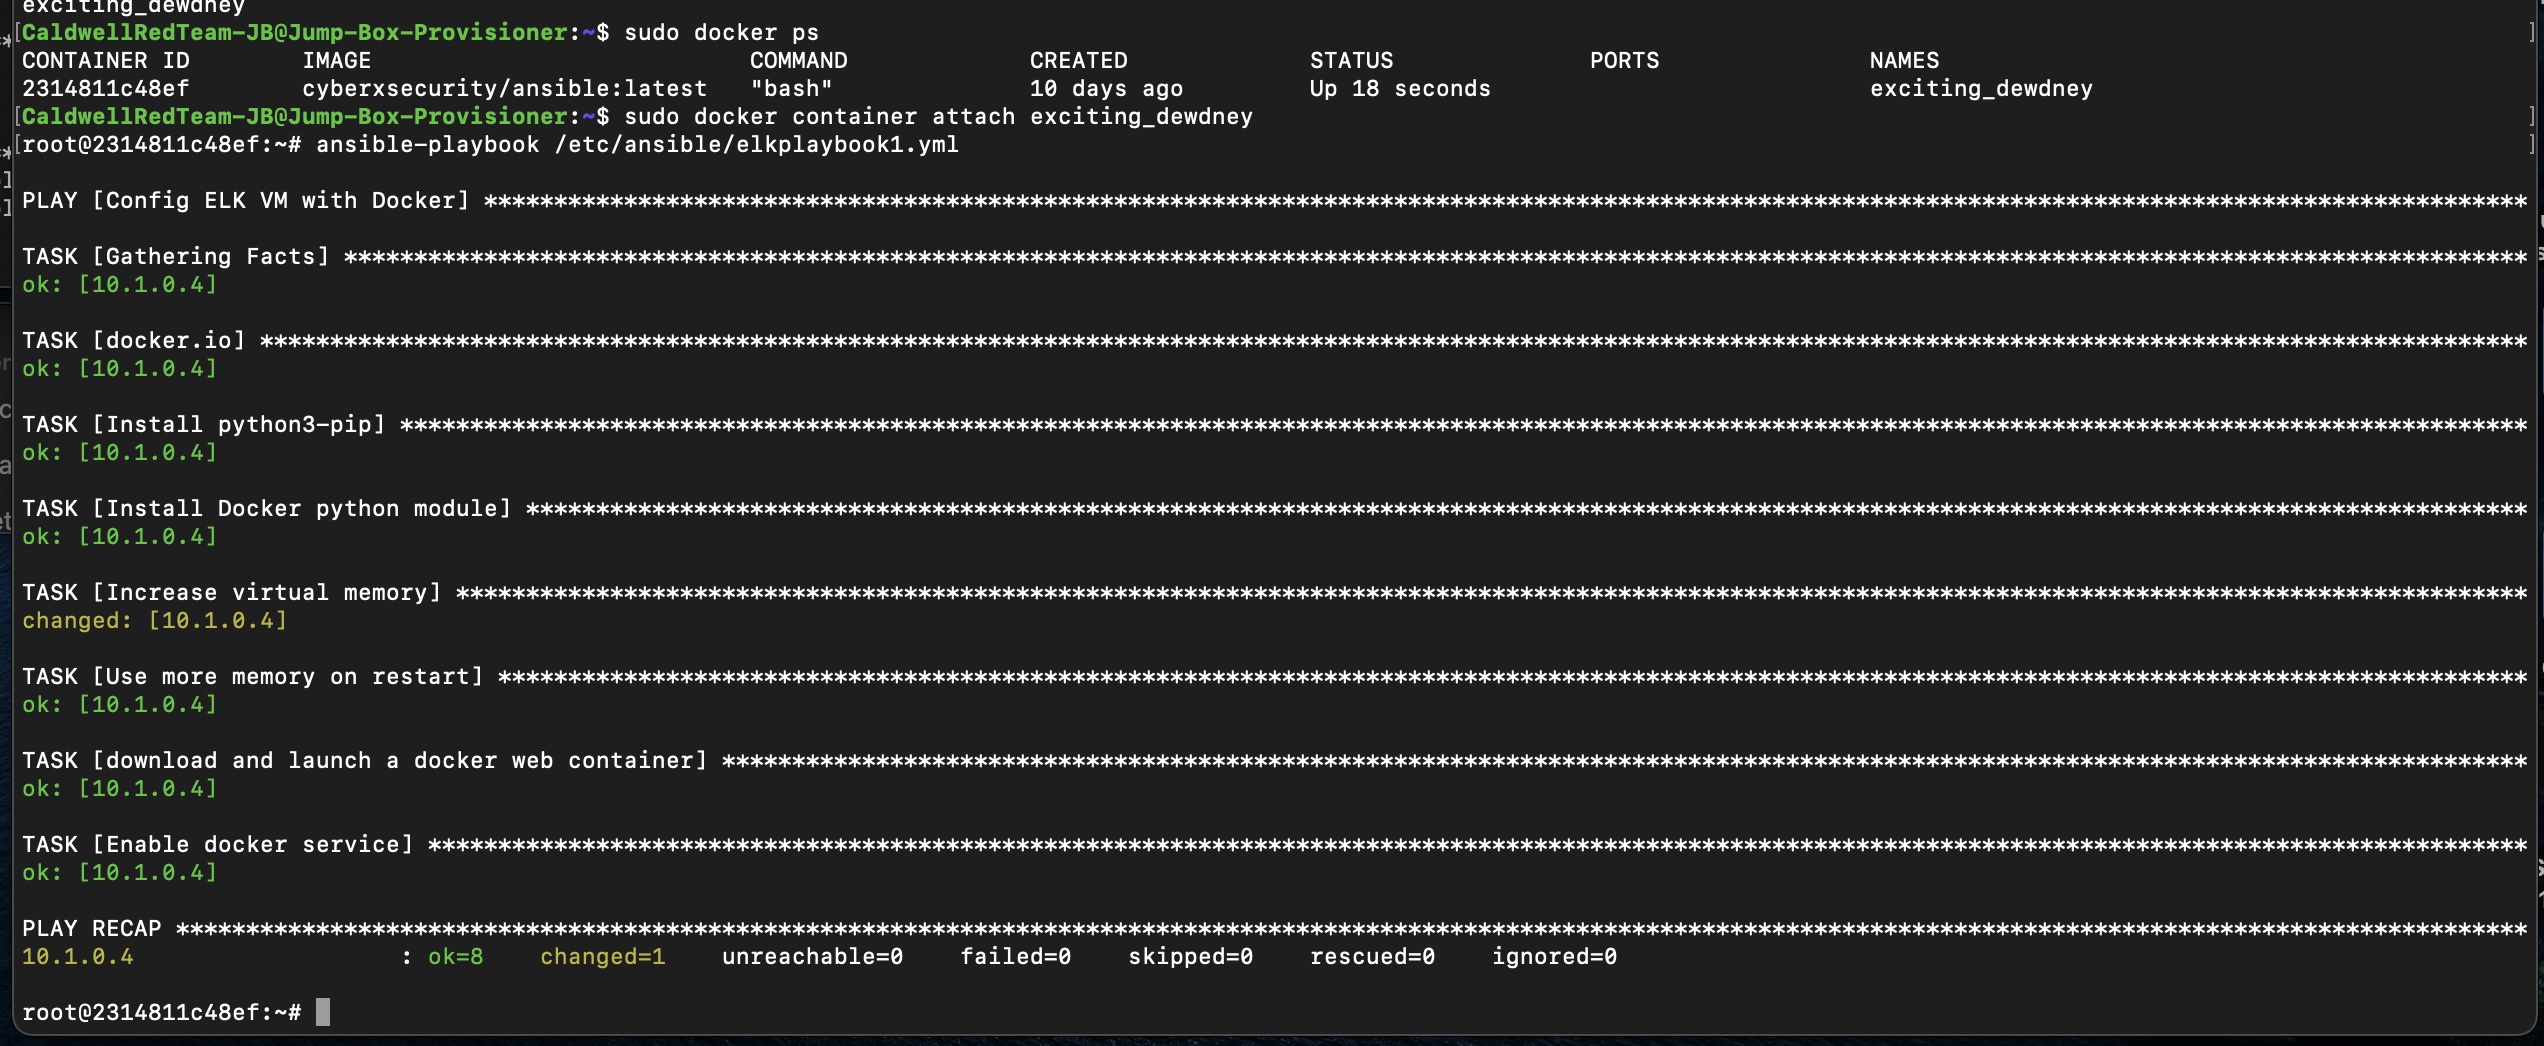 exciting_dewdney
[CaldwellRedTeam-JB@Jump-Box-Provisioner:~$ sudo docker ps ]
CONTAINER ID        IMAGE                           COMMAND             CREATED             STATUS              PORTS               NAMES
2314811c48ef        cyberxsecurity/ansible:latest   "bash"              10 days ago         Up 18 seconds                           exciting_dewdney
[CaldwellRedTeam-JB@Jump-Box-Provisioner:~$ sudo docker container attach exciting_dewdney ]
[root@2314811c48ef:~# ansible-playbook /etc/ansible/elkplaybook1.yml ]
PLAY [Config ELK VM with Docker] **************************************************************************************************************************************************
TASK [Gathering Facts] ************************************************************************************************************************************************************
ok: [10.1.0.4]
TASK [docker.io] ******************************************************************************************************************************************************************
ok: [10.1.0.4]
TASK [Install python3-pip] ********************************************************************************************************************************************************
ok: [10.1.0.4]
TASK [Install Docker python module] ***********************************************************************************************************************************************
ok: [10.1.0.4]
TASK [Increase virtual memory] ****************************************************************************************************************************************************
changed: [10.1.0.4]
TASK [Use more memory on restart] *************************************************************************************************************************************************
ok: [10.1.0.4]
TASK [download and launch a docker web container] *********************************************************************************************************************************
ok: [10.1.0.4]
TASK [Enable docker service] ******************************************************************************************************************************************************
ok: [10.1.0.4]
PLAY RECAP ************************************************************************************************************************************************************************
10.1.0.4                   : ok=8    changed=1    unreachable=0    failed=0    skipped=0    rescued=0    ignored=0
root@2314811c48ef:~#